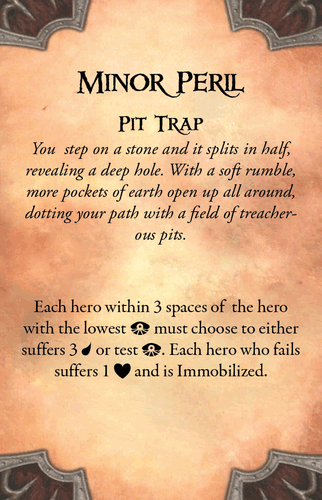 Minor Peril
Pit Trap
You step on a stone and it splits in half,
revealing a deep hole. With a soft rumble,
more pockets of earth open up all around,
dotting your path with a field of treacher-
ous pits.
Each hero within 3 spaces of the hero
with the lowest must choose to either
suffers 3 or test . Each hero who fails
suffers 1 ♥ and is Immobilized.